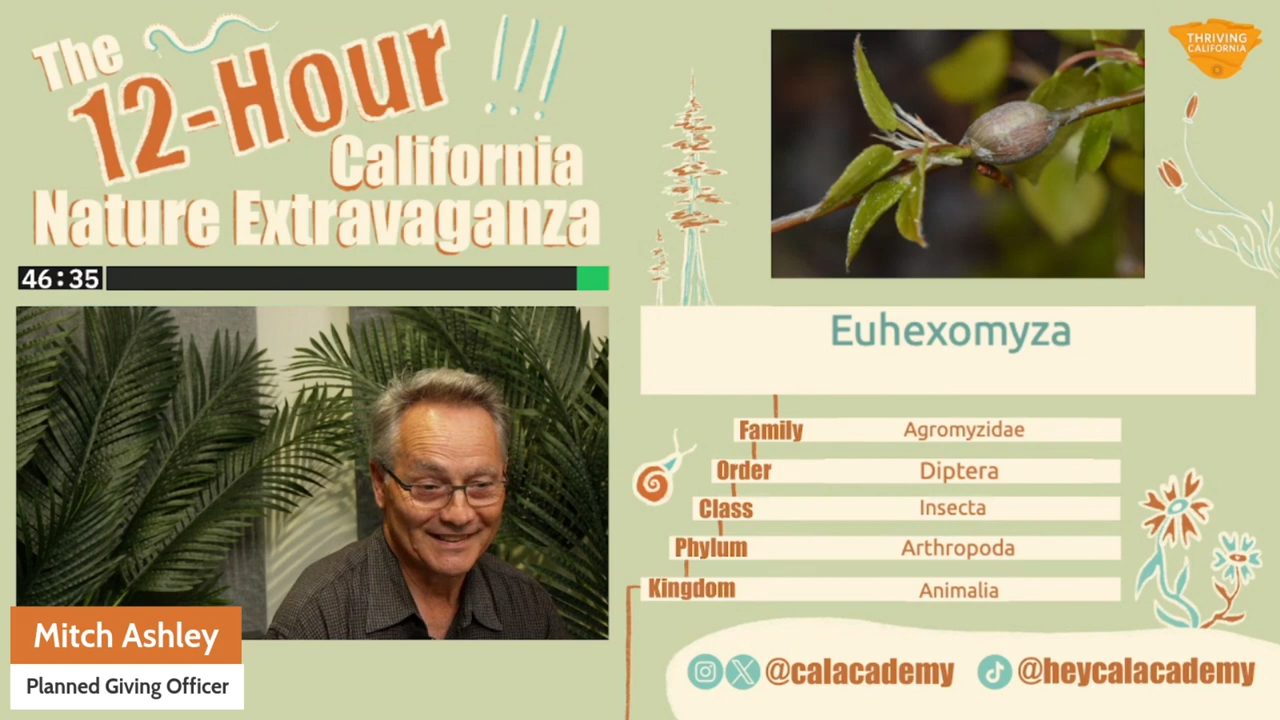 The
12-Hour!!!
California
Nature Extravaganza
46:35
Mitch Ashley
Planned Giving Officer
THRIVING
CALIFORNIA
Euhexomyza
Family Agromyzidae
Order Diptera
Class Insecta
Phylum Arthropoda
Kingdom Animalia
@calacademy @heycalacademy